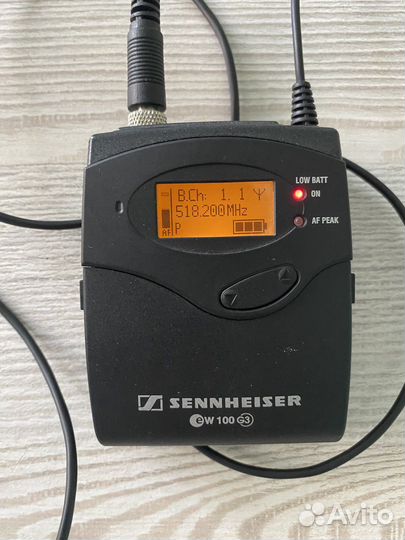 LOW BATT
ON
AF PEAK
B.Ch: 1. 1
518.200MHz
P
AF
SENNHEISER
ew 100 G3
Avito